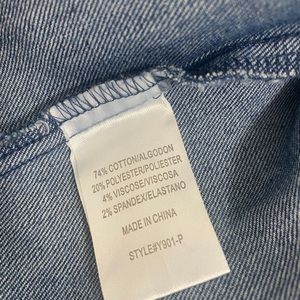 74% COTTON/ALGODON
20% POLYESTER/POLIESTER
4% VISCOSE/VISCOSA
2% SPANDEX/ELASTANO
MADE IN CHINA
STYLE#Y901-P